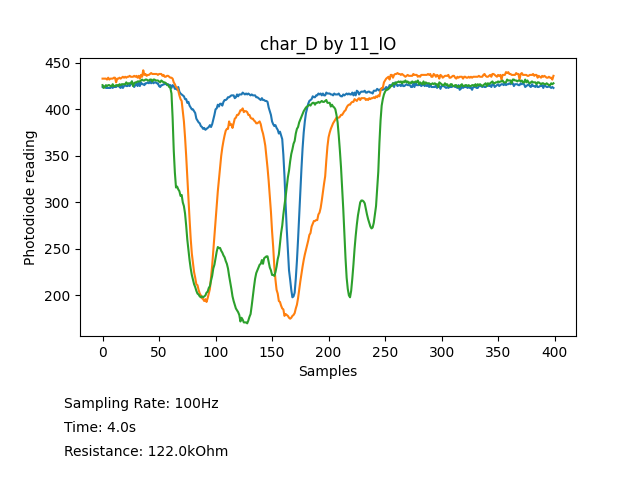 char_D by 11_IO
450
400
350
300
250
200
Photodiode reading
0 50 100 150 200 250 300 350 400
Samples
Sampling Rate: 100Hz
Time: 4.0s
Resistance: 122.0kOhm